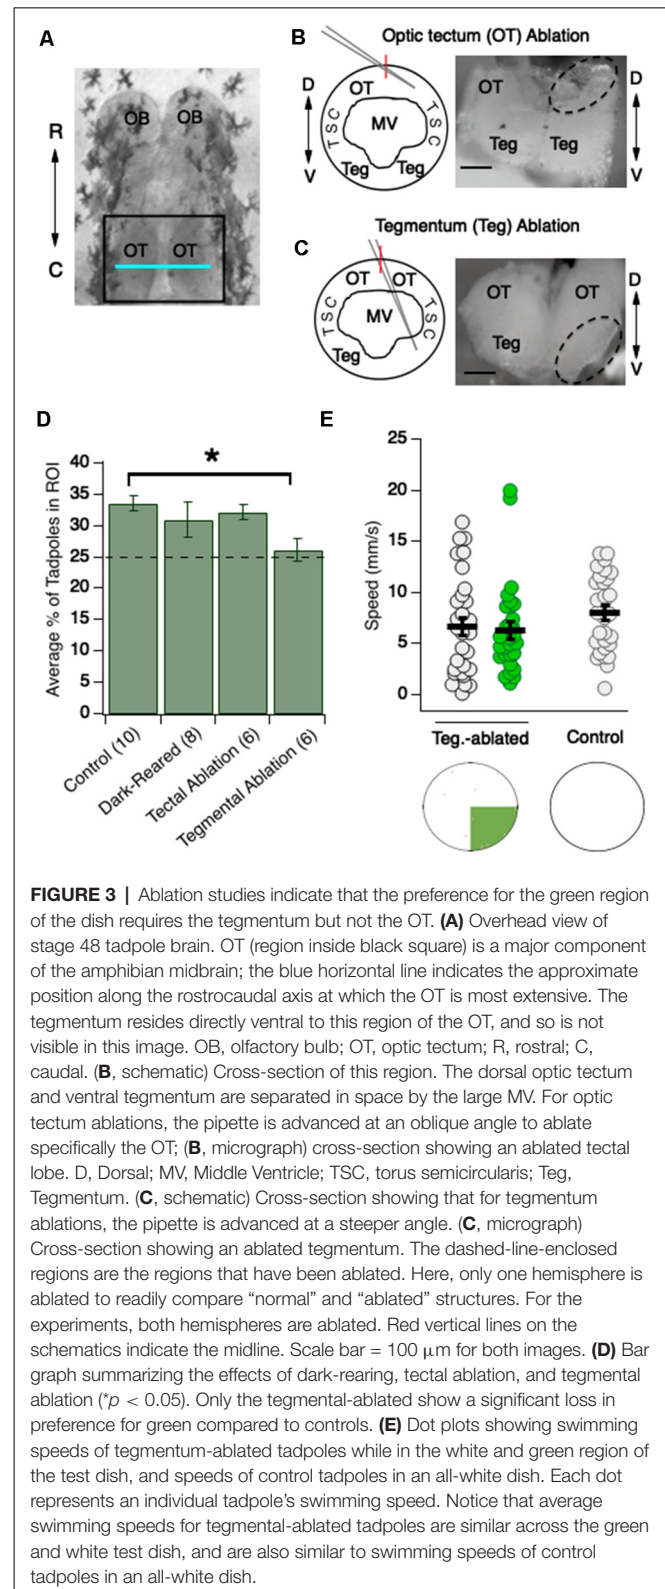 A
OB
OB
R
C
OT
OT
B
Optic tectum (OT) Ablation
D
V
OT
TSC
MV
TSC
Teg
Teg
OT
Teg
Teg
D
V
C
Tegmentum (Teg) Ablation
OT
OT
TSC
MV
TSC
Teg
OT
OT
Teg
D
V
D
Average % of Tadpoles in ROI
40
35
30
25
20
15
10
5
0
*
Control (10)
Dark-Reared (8)
Tectal Ablation (6)
Tegmental Ablation (6)
E
Speed (mm/s)
25
20
15
10
5
0
Teg.-ablated
Control
FIGURE 3 | Ablation studies indicate that the preference for the green region
of the dish requires the tegmentum but not the OT. (A) Overhead view of
stage 48 tadpole brain. OT (region inside black square) is a major component
of the amphibian midbrain; the blue horizontal line indicates the approximate
position along the rostrocaudal axis at which the OT is most extensive. The
tegmentum resides directly ventral to this region of the OT, and so is not
visible in this image. OB, olfactory bulb; OT, optic tectum; R, rostral; C,
caudal. (B, schematic) Cross-section of this region. The dorsal optic tectum
and ventral tegmentum are separated in space by the large MV. For optic
tectum ablations, the pipette is advanced at an oblique angle to ablate
specifically the OT; (B, micrograph) cross-section showing an ablated tectal
lobe. D, Dorsal; MV, Middle Ventricle; TSC, torus semicircularis; Teg,
Tegmentum. (C, schematic) Cross-section showing that for tegmentum
ablations, the pipette is advanced at a steeper angle. (C, micrograph)
Cross-section showing an ablated tegmentum. The dashed-line-enclosed
regions are the regions that have been ablated. Here, only one hemisphere is
ablated to readily compare “normal” and “ablated” structures. For the
experiments, both hemispheres are ablated. Red vertical lines on the
schematics indicate the midline. Scale bar = 100 μm for both images. (D) Bar
graph summarizing the effects of dark-rearing, tectal ablation, and tegmental
ablation (*p < 0.05). Only the tegmental-ablated show a significant loss in
preference for green compared to controls. (E) Dot plots showing swimming
speeds of tegmentum-ablated tadpoles while in the white and green region of
the test dish, and speeds of control tadpoles in an all-white dish. Each dot
represents an individual tadpole’s swimming speed. Notice that average
swimming speeds for tegmental-ablated tadpoles are similar across the green
and white test dish, and are also similar to swimming speeds of control
tadpoles in an all-white dish.